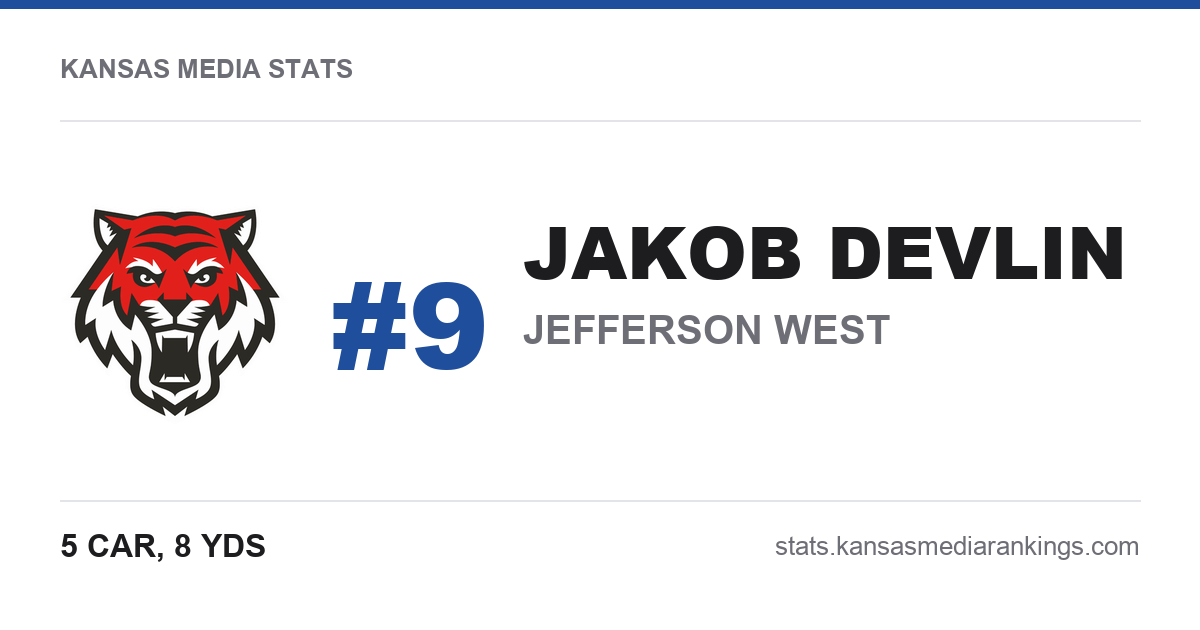 KANSAS MEDIA STATS
#9
JAKOB DEVLIN
JEFFERSON WEST
5 CAR, 8 YDS
stats.kansasmediarankings.com